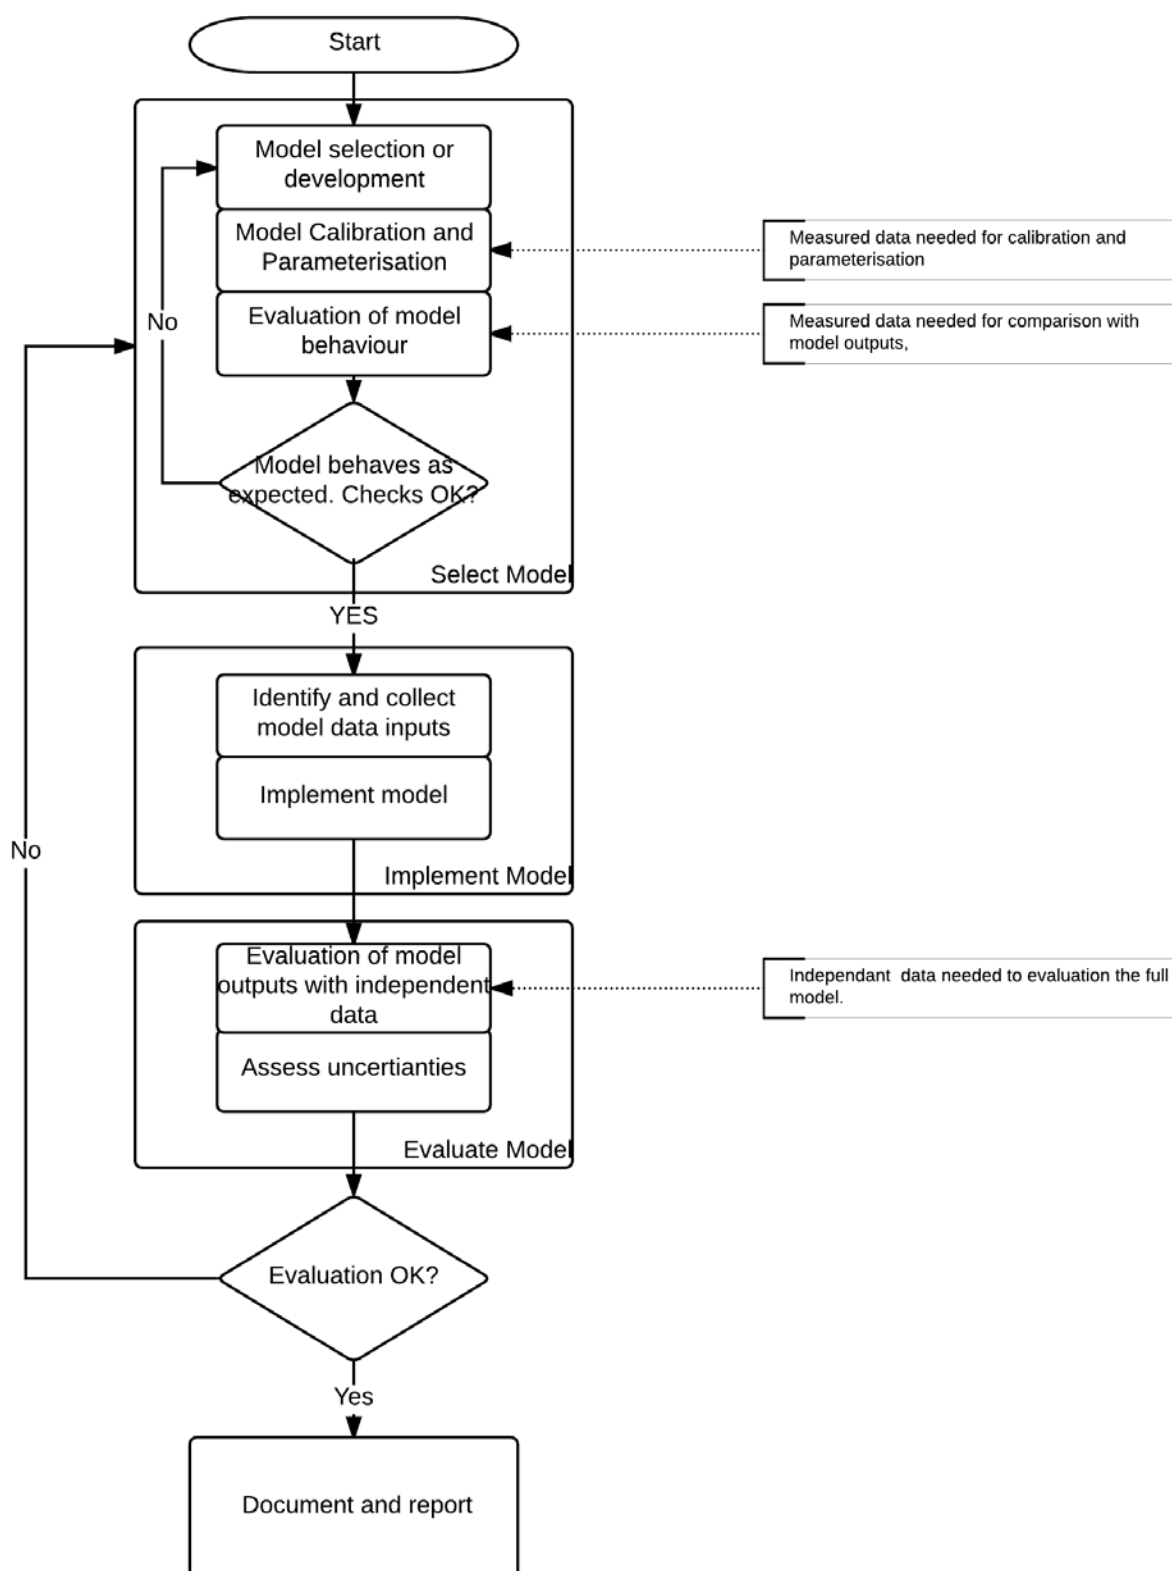 Start
Model selection or
development
Model Calibration and
Parameterisation
Measured data needed for calibration and
parameterisation
No
Evaluation of model
behaviour
Measured data needed for comparison with
model outputs,
Model behaves as
expected. Checks OK?
Select Model
YES
Identify and collect
model data inputs
Implement model
No
Implement Model
Evaluation of model
outputs with independent
data
Independant data needed to evaluation the full
model.
Assess uncertianties
Evaluate Model
Evaluation OK?
Yes
Document and report